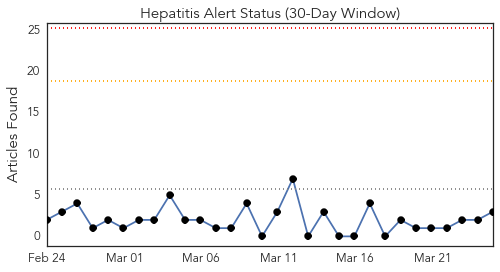 Hepatitis Alert Status (30-Day Window)
Articles Found
25
20
15
10
5
0
Feb 24
Mar 01
Mar 06
Mar 11
Mar 16
Mar 21